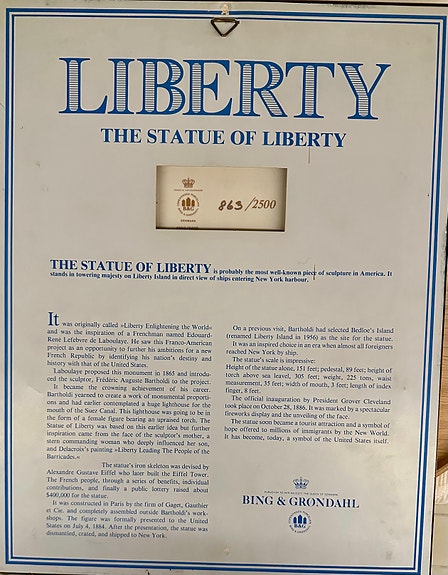 LIBERTY
THE STATUE OF LIBERTY
B&G
863/2500
THE STATUE OF LIBERTY is probably the most well-known piece of sculpture in America. It
stands in towering majesty on Liberty Island in direct view of ships entering New York harbour.
It was originally called »Liberty Enlightening the World«
and was the inspiration of a Frenchman named Edouard-
René Lefebvre de Laboulaye. He saw this Franco-American
project as an opportunity to further his ambitions for a new
French Republic by identifying his nation's destiny and
history with that of the United States.
Laboulaye proposed this monument in 1865 and introdu-
ced the sculptor, Frédéric Auguste Bartholdi to the project.
It became the crowning achievement of his career.
Bartholdi yearned to create a work of monumental proporti-
ons and had earlier contemplated a huge lighthouse for the
mouth of the Suez Canal. This lighthouse was going to be in
the form of a female figure bearing an upraised torch. The
Statue of Liberty was based on this earlier idea but further
inspiration came from the face of the sculptor's mother, a
stern commanding woman who deeply influenced her son,
and Delacroix's painting »Liberty Leading The People of the
Barricades.«
The statue's iron skeleton was devised by
Alexandre Gustave Eiffel who later built the Eiffel Tower.
The French people, through a series of benefits, individual
contributions, and finally a public lottery raised about
$400,000 for the statue.
It was constructed in Paris by the firm of Gaget, Gauthier
et Cie. and completely assembled outside Bartholdi's work-
shops. The figure was formally presented to the United
States on July 4, 1884. After the presentation, the statue was
dismantled, crated, and shipped to New York.
On a previous visit, Bartholdi had selected Bedloe's Island
(renamed Liberty Island in 1956) as the site for the statue.
It was an inspired choice in an era when almost all foreigners
reached New York by ship.
The statue's scale is impressive:
Height of the statue alone, 151 feet; pedestal, 89 feet; height of
torch above sea level, 305 feet; weight, 225 tons, waist
measurement, 35 feet; width of mouth, 3 feet; length of index
finger, 8 feet.
The official inauguration by President Grover Cleveland
took place on October 28, 1886. It was marked by a spectacular
fireworks display and the unveiling of the face.
The statue soon became a tourist attraction and a symbol of
hope offered to millions of immigrants by the New World.
It has become, today, a symbol of the United States itself.
BING & GRØNDAHL
B&G